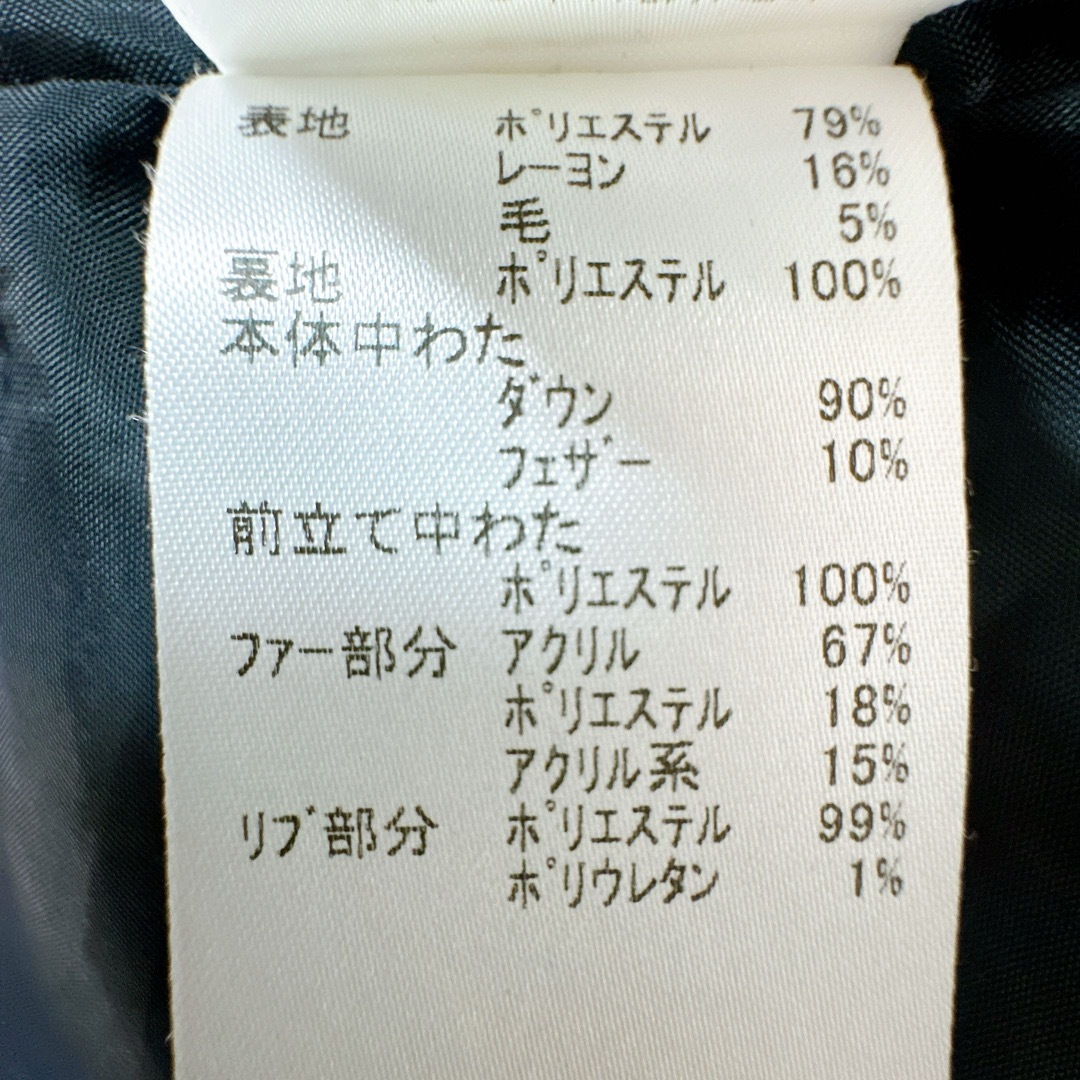 表地 ポリエステル 79%
レーヨン 16%
毛 5%
裏地 ポリエステル 100%
本体中わた
ダウン 90%
フェザー 10%
前立て中わた
ポリエステル 100%
ファー部分 アクリル 67%
ポリエステル 18%
アクリル系 15%
リブ部分 ポリエステル 99%
ポリウレタン 1%